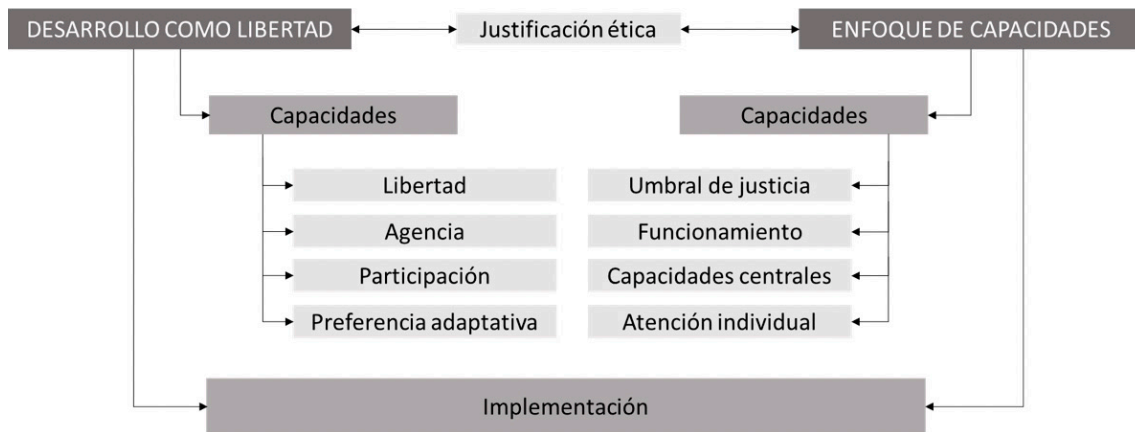 DESARROLLO COMO LIBERTAD
Justificación ética
ENFOQUE DE CAPACIDADES
Capacidades
Capacidades
Libertad
Umbral de justicia
Agencia
Funcionamiento
Participación
Capacidades centrales
Preferencia adaptativa
Atención individual
Implementación